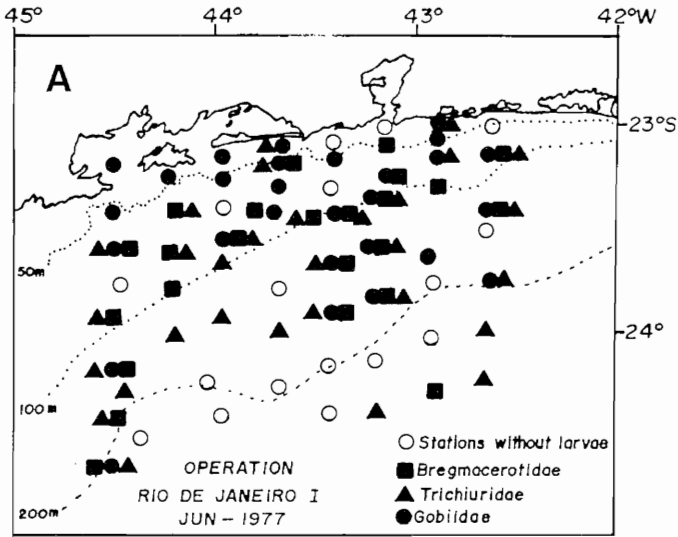 45° 44° 43° 42°W
A
23°S
50m
24°
100m
Stations without larvae
OPERATION
Bregmacerotidae
RIO DE JANEIRO I
Trichiuridae
JUN - 1977
Gobiidae
200m